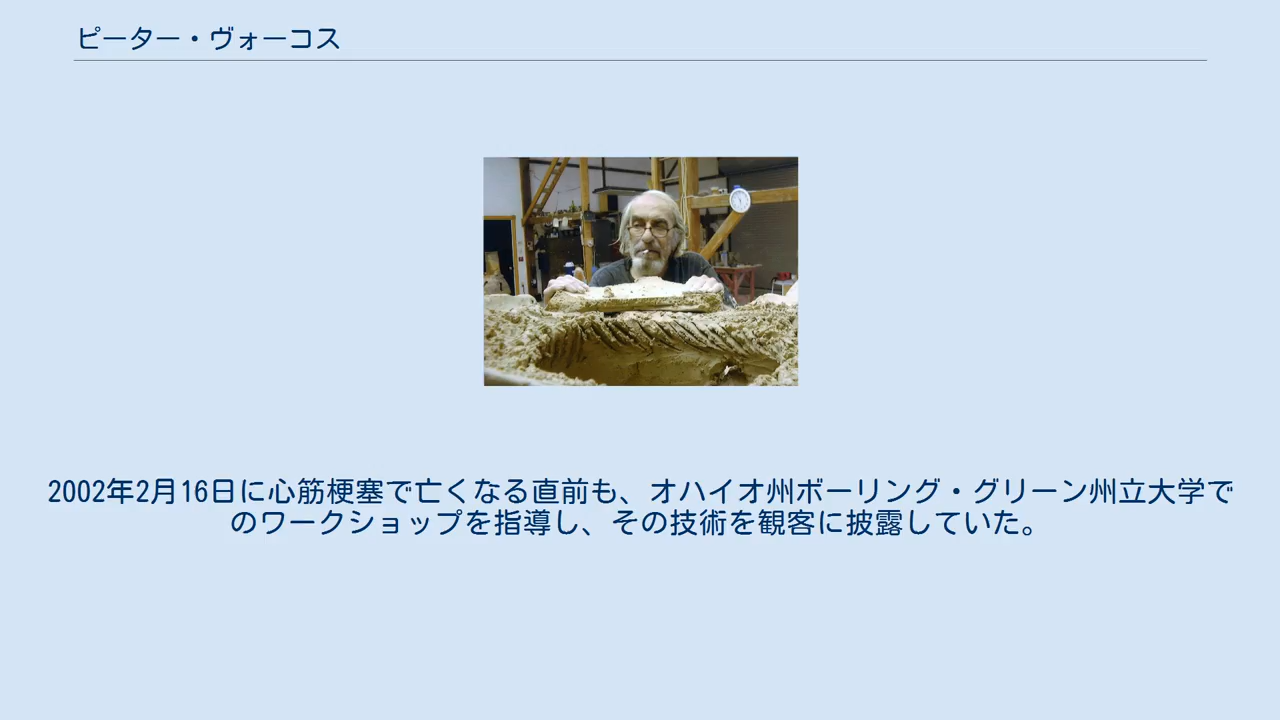 ピーター・ヴォーコス
2002年2月16日に心筋梗塞で亡くなる直前も、オハイオ州ボーリング・グリーン州立大学で
のワークショップを指導し、その技術を観客に披露していた。